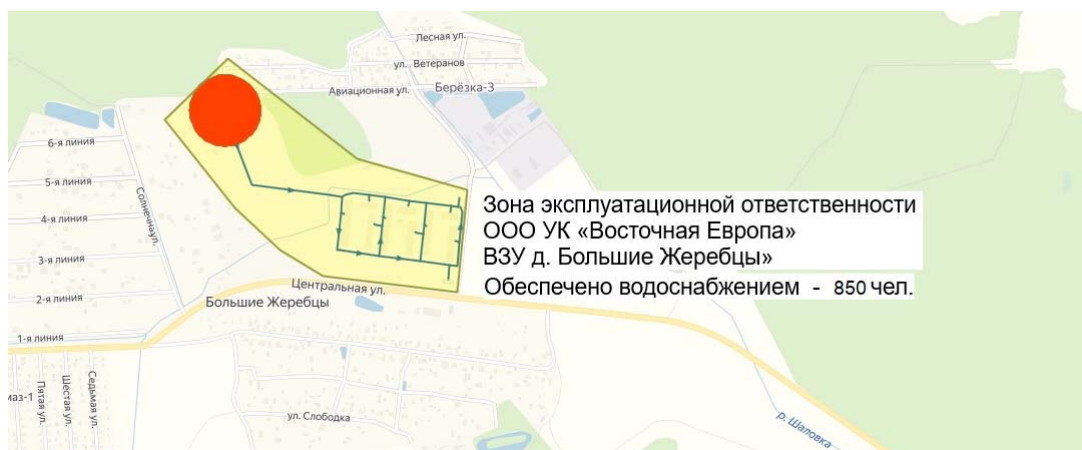 Лесная ул.
ул. Ветеранов
Авиационная ул.
Берёзка-3
6-я линия
5-я линия
4-я линия
3-я линия
2-я линия
1-я линия
Солнечная ул.
Зона эксплуатационной ответственности
ООО УК «Восточная Европа»
ВЗУ д. Большие Жеребцы»
Обеспечено водоснабжением - 850 чел.
Центральная ул.
Большие Жеребцы
маз-1
Пятая ул.
Шестая ул.
Седьмая ул.
ул. Слободка
р. Шаловка